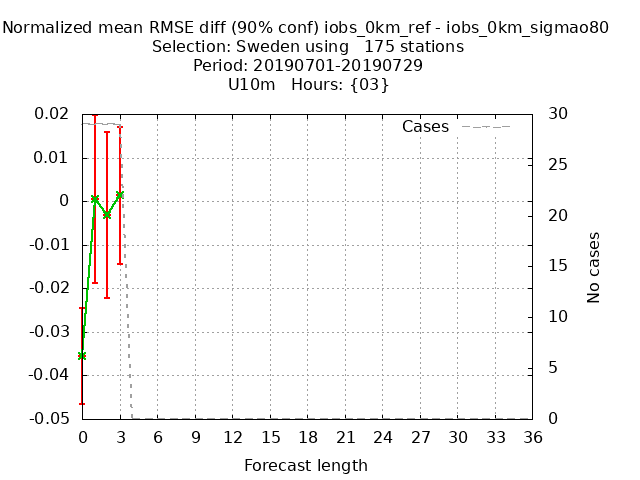 Normalized mean RMSE diff (90% conf) iobs_0km_ref - iobs_0km_sigmao80
Selection: Sweden using   175 stations
Period: 20190701-20190729
U10m   Hours: {03}
Cases
0.02
0.01
0
-0.01
-0.02
-0.03
-0.04
-0.05
30
25
20
15
10
5
0
No cases
0 3 6 9 12 15 18 21 24 27 30 33 36
Forecast length